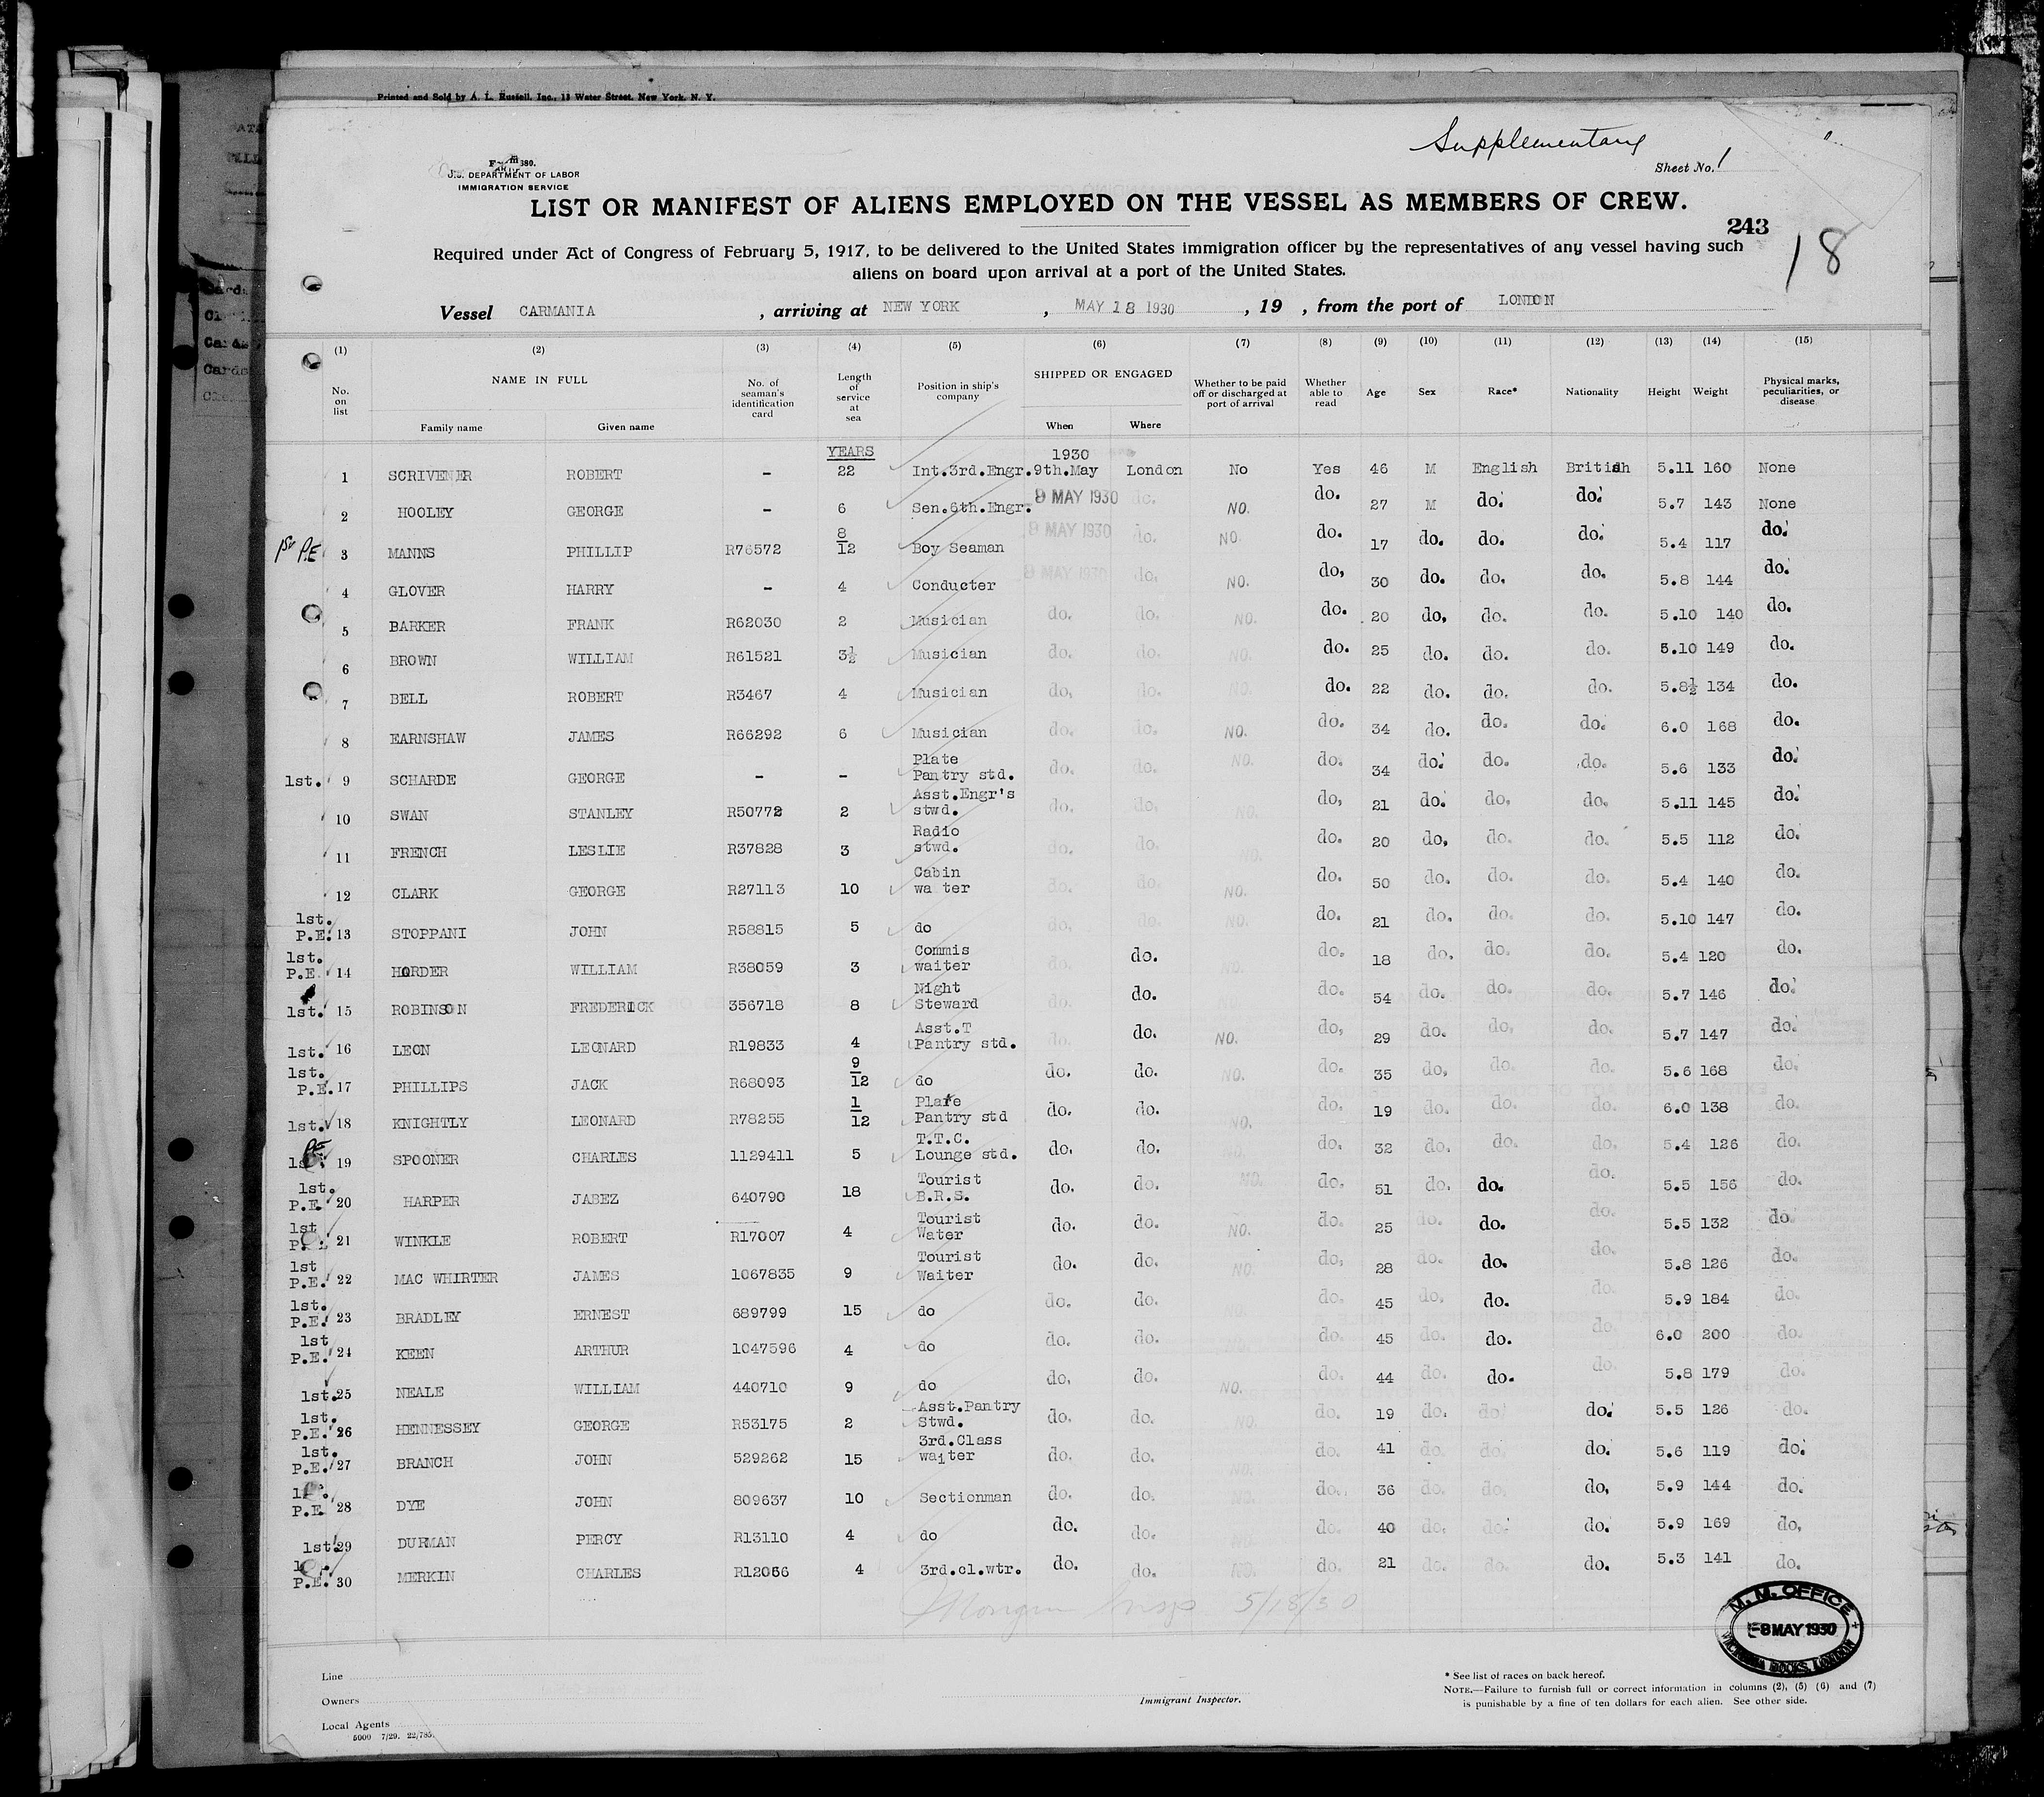 Printed and Sold by A. L. Russell, Inc., 13 Water Street, New York, N. Y.
Supplementary
Form 680.
U.S. DEPARTMENT OF LABOR
IMMIGRATION SERVICE
Sheet No. 1
LIST OR MANIFEST OF ALIENS EMPLOYED ON THE VESSEL AS MEMBERS OF CREW.
243
18
Required under Act of Congress of February 5, 1917, to be delivered to the United States immigration officer by the representatives of any vessel having such
aliens on board upon arrival at a port of the United States.
Vessel CARMANIA , arriving at NEW YORK , MAY 18 1930 , 19 , from the port of LONDON
(1) (2) (3) (4) (5) (6) (7) (8) (9) (10) (11) (12) (13) (14) (15)
No. on list NAME IN FULL Family name Given name No. of seaman's identification card Length of service at sea Position in ship's company SHIPPED OR ENGAGED When Where Whether to be paid off or discharged at port of arrival Whether able to read Age Sex Race* Nationality Height Weight Physical marks, peculiarities, or disease
YEARS 1930
1 SCRIVENER ROBERT - 22 Int.3rd.Engr. 9th.May London No Yes 46 M English British 5.11 160 None
2 HOOLEY GEORGE - 6 Sen.6th.Engr. 9 MAY 1930 do. NO. do. 27 M do. do. 5.7 143 None
1st P.E 3 MANNS PHILLIP R76572 8/12 Boy Seaman 9 MAY 1930 do. NO. do. 17 do. do. do. 5.4 117 do.
4 GLOVER HARRY - 4 Conducter 9 MAY 1930 do. NO. do, 30 do. do, do, 5.8 144 do.
5 BARKER FRANK R62030 2 Musician do. do. NO. do. 20 do, do. do. 5.10 140 do.
6 BROWN WILLIAM R61521 3½ Musician do. do. NO. do. 25 do. do. do. 5.10 149 do.
7 BELL ROBERT R3467 4 Musician do. do. NO. do. 22 do. do. do. 5.8½ 134 do.
8 EARNSHAW JAMES R66292 6 Musician do. do. NO. do. 34 do. do. do. 6.0 168 do.
1st. 9 SCHARDE GEORGE - - Plate Pantry std. do. do. NO. do. 34 do. do. do. 5.6 133 do.
10 SWAN STANLEY R50772 2 Asst.Engr's stwd. do. do. NO. do, 21 do. do, do, 5.11 145 do.
11 FRENCH LESLIE R37828 3 Radio stwd. do. do. NO. do. 20 do, do. do. 5.5 112 do.
12 CLARK GEORGE R27113 10 Cabin wa ter do. do. NO. do. 50 do. do. do. 5.4 140 do.
1st. P.E. 13 STOPPANI JOHN R58815 5 do do. do. NO. do. 21 do. do. do. 5.10 147 do.
1st. P.E. 14 HORDER WILLIAM R38059 3 Commis waiter do. do. NO. do. 18 do. do. do. 5.4 120 do.
1st. 15 ROBINSON FREDERICK 356718 8 Night Steward do. do. NO. do. 54 do. do. do. 5.7 146 do.
1st. 16 LEON LEONARD R19833 4 Asst.T Pantry std. do. do. NO. do, 29 do. do, do. 5.7 147 do.
1st. P.E. 17 PHILLIPS JACK R68093 9/12 do do. do. NO. do. 35 do, do. do. 5.6 168 do.
1st. 18 KNIGHTLY LEONARD R78255 1/12 Plate Pantry std do. do. NO. do. 19 do. do. do. 6.0 138 do.
1st. PE 19 SPOONER CHARLES 1129411 5 T.T.C. Lounge std. do. do. NO. do. 32 do. do. do. 5.4 126 do.
1st. P.E. 20 HARPER JABEZ 640790 18 Tourist B.R.S. do. do. NO. do. 51 do. do. do. 5.5 156 do.
1st P.E. 21 WINKLE ROBERT R17007 4 Tourist Water do. do. NO. do. 25 do. do. do. 5.5 132 do
1st P.E. 22 MAC WHIRTER JAMES 1067835 9 Tourist Waiter do. do. NO. do, 28 do. do. do. 5.8 126 do.
1st. P.E. 23 BRADLEY ERNEST 689799 15 do do. do. NO. do. 45 do. do. do. 5.9 184 do.
1st P.E. 24 KEEN ARTHUR 1047596 4 do do. do. do. 45 do. do. do. 6.0 200 do.
1st. 25 NEALE WILLIAM 440710 9 do do, do. NO. do. 44 do. do. do. 5.8 179 do.
1st. P.E. 26 HENNESSEY GEORGE R53175 2 Asst.Pantry Stwd. do. do. NO. do. 19 do. do. do. 5.5 126 do.
1st. P.E. 27 BRANCH JOHN 529262 15 3rd.Class waiter do. do. NO. do. 41 do. do. do. 5.6 119 do.
P.E. 28 DYE JOHN 809637 10 Sectionman do. do. NO. do. 36 do. do. do, 5.9 144 do.
1st 29 DURMAN PERCY R13110 4 do do. do. NO. do. 40 do. do. do. 5.9 169 do,
P.E. 30 MERKIN CHARLES R12066 4 3rd.cl.wtr. do. do. NO. do. 21 do. do. do. 5.3 141 do.
Insp 5/18/30
M. M. OFFICE
8 MAY 1930
VICTORIA DOCKS, LONDON
Line
Owners
Local Agents
5000 7/29. 22/785.
Immigrant Inspector.
* See list of races on back hereof.
NOTE.—Failure to furnish full or correct information in columns (2), (5) (6) and (7)
is punishable by a fine of ten dollars for each alien. See other side.